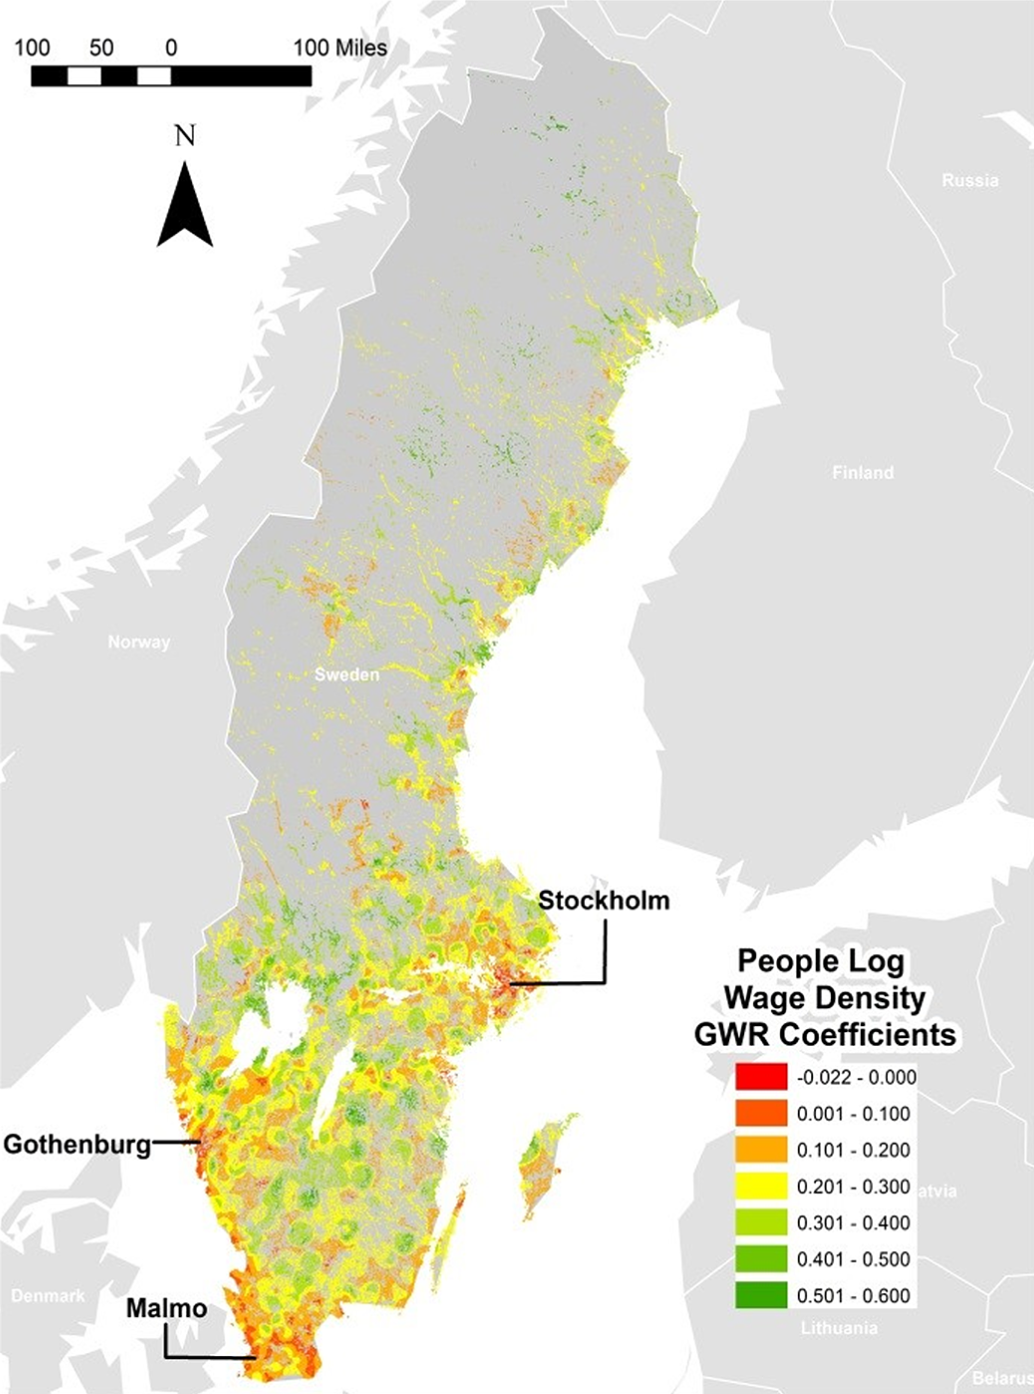 100 50 0 100 Miles
N
Russia
Finland
Norway
Sweden
Stockholm
People Log
Wage Density
GWR Coefficients
-0.022 - 0.000
0.001 - 0.100
Gothenburg
0.101 - 0.200
0.201 - 0.300
atvia
0.301 - 0.400
0.401 - 0.500
Denmark
0.501 - 0.600
Malmo
Lithuania
Belarus